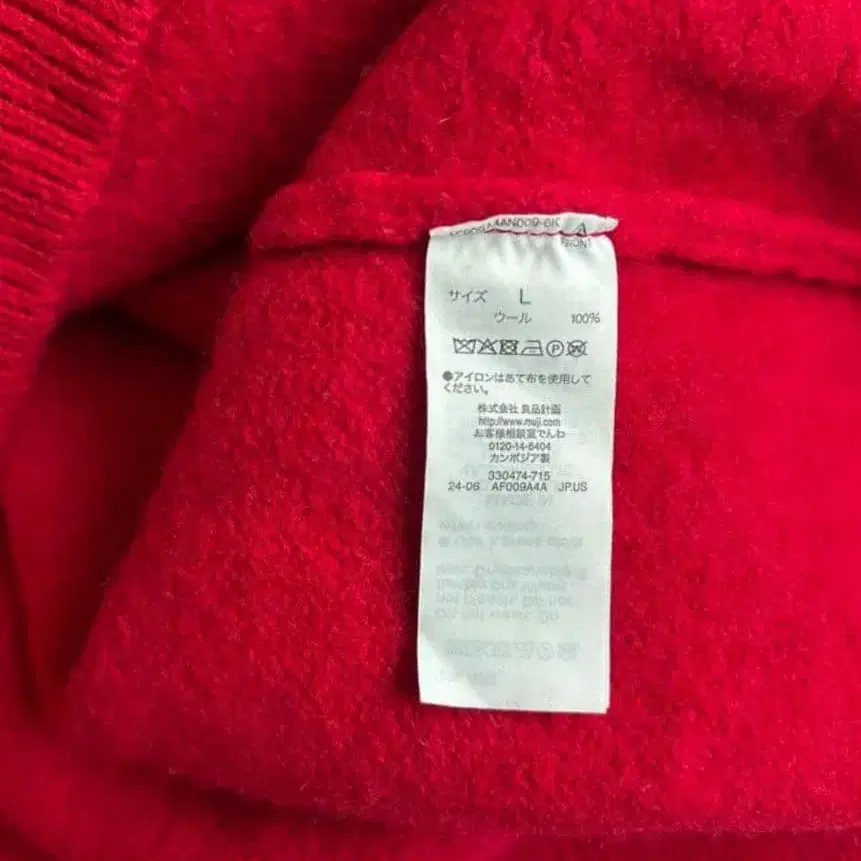 4AN009-6K
FRONT
サイズ L
ウール 100%
●アイロンはあて布を使用して
ください。
株式会社 良品計画
http://www.muji.com
お客様相談室でんわ
0120-14-6404
カンボジア製
330474-715
24-06 AF009A4A JP.US